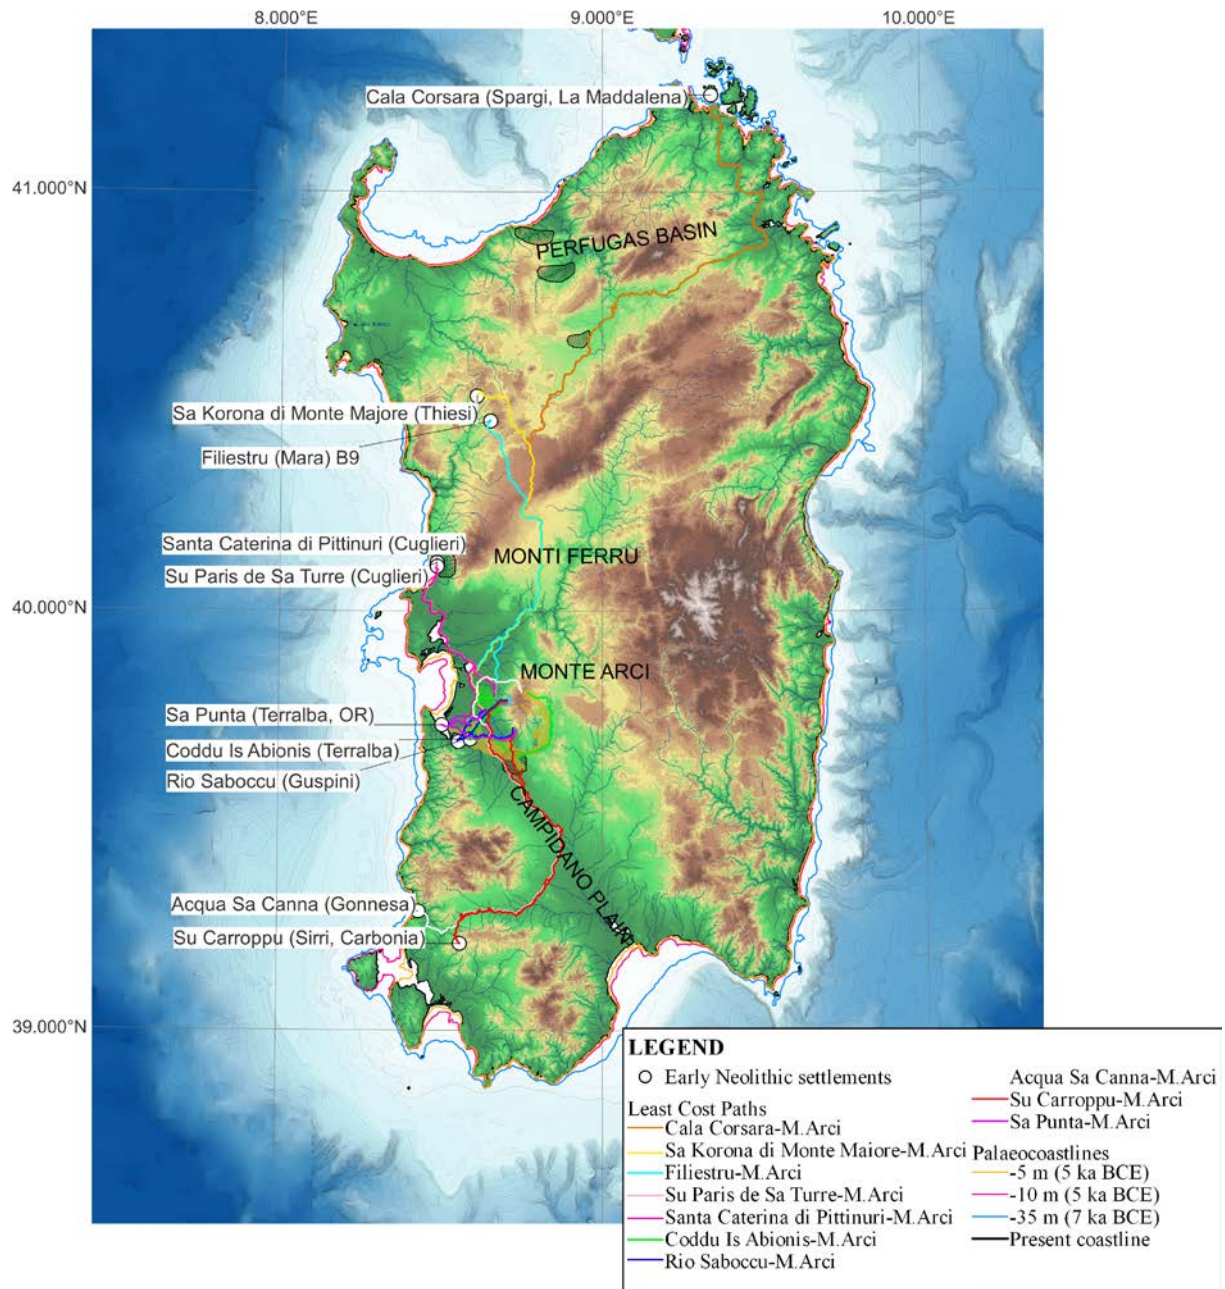 8.000°E
9.000°E
10.000°E
Cala Corsara (Spargi, La Maddalena)
41.000°N
PERFUGAS BASIN
Sa Korona di Monte Majore (Thiesi)
Filiestru (Mara) B9
Santa Caterina di Pittinuri (Cuglieri)
MONTI FERRU
Su Paris de Sa Turre (Cuglieri)
40.000°N
MONTE ARCI
Sa Punta (Terralba, OR)
Coddu Is Abionis (Terralba)
Rio Saboccu (Guspini)
CAMPIDANO PLAIN
Acqua Sa Canna (Gonnesa)
Su Carroppu (Sirri, Carbonia)
39.000°N
LEGEND
Early Neolithic settlements
Least Cost Paths
Cala Corsara-M.Arci
Sa Korona di Monte Maiore-M.Arci
Filiestru-M.Arci
Su Paris de Sa Turre-M.Arci
Santa Caterina di Pittinuri-M.Arci
Coddu Is Abionis-M.Arci
Rio Saboccu-M.Arci
Acqua Sa Canna-M.Arci
Su Carroppu-M.Arci
Sa Punta-M.Arci
Palaeocoastlines
-5 m (5 ka BCE)
-10 m (5 ka BCE)
-35 m (7 ka BCE)
Present coastline